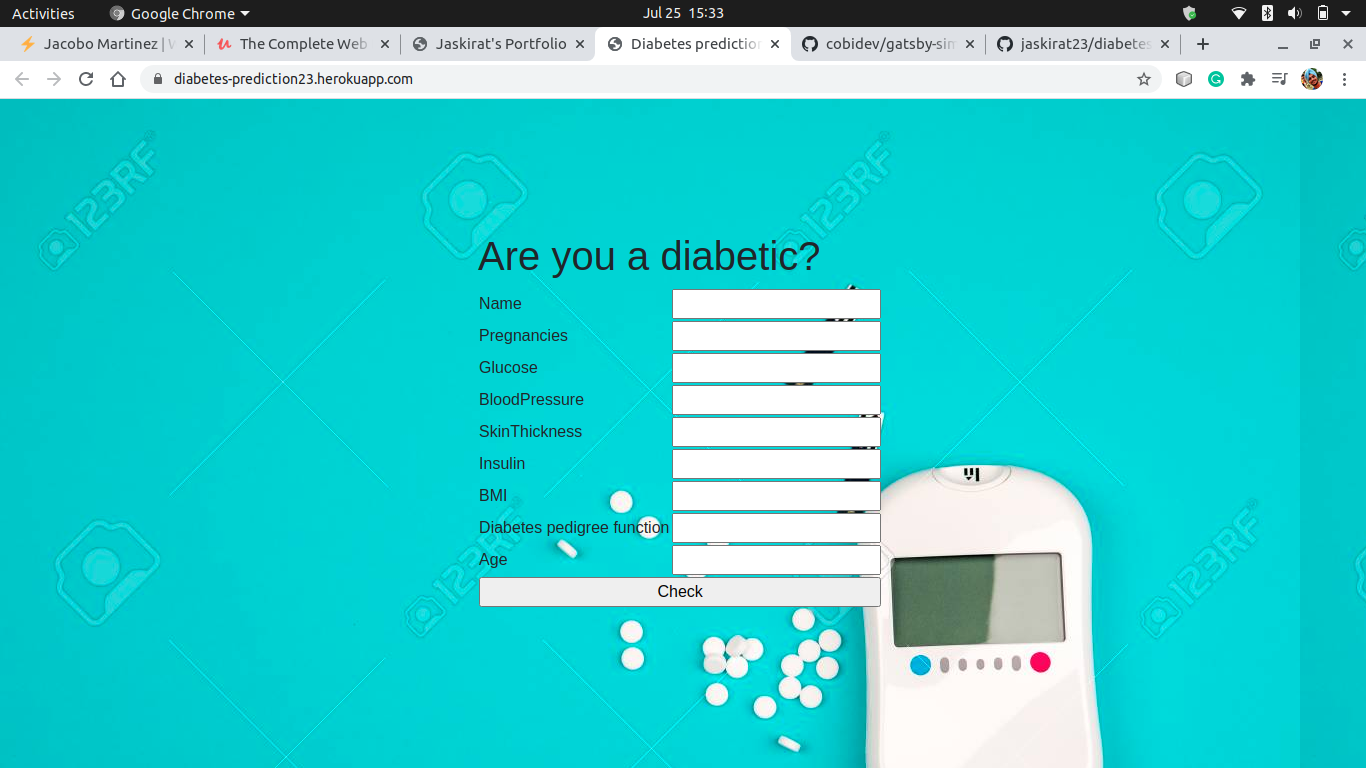 Activities Google Chrome Jul 25 15:33
Jacobo Martinez | W The Complete Web Jaskirat's Portfolio Diabetes prediction cobidev/gatsby-sim jaskirat23/diabetes
diabetes-prediction23.herokuapp.com
123RF 123RF
Are you a diabetic?
Name
Pregnancies
Glucose
BloodPressure
SkinThickness
Insulin
BMI
Diabetes pedigree function
Age
Check
123RF 123RF